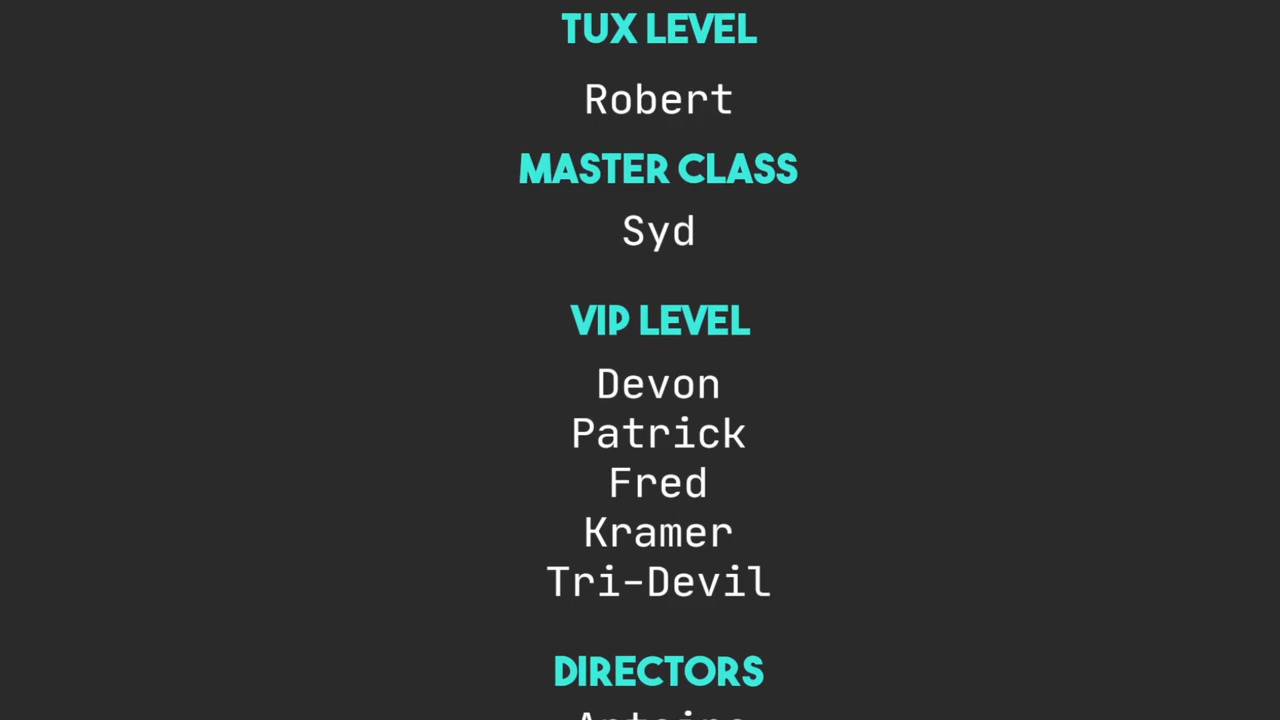 TUX LEVEL
Robert
MASTER CLASS
Syd
VIP LEVEL
Devon
Patrick
Fred
Kramer
Tri-Devil
DIRECTORS